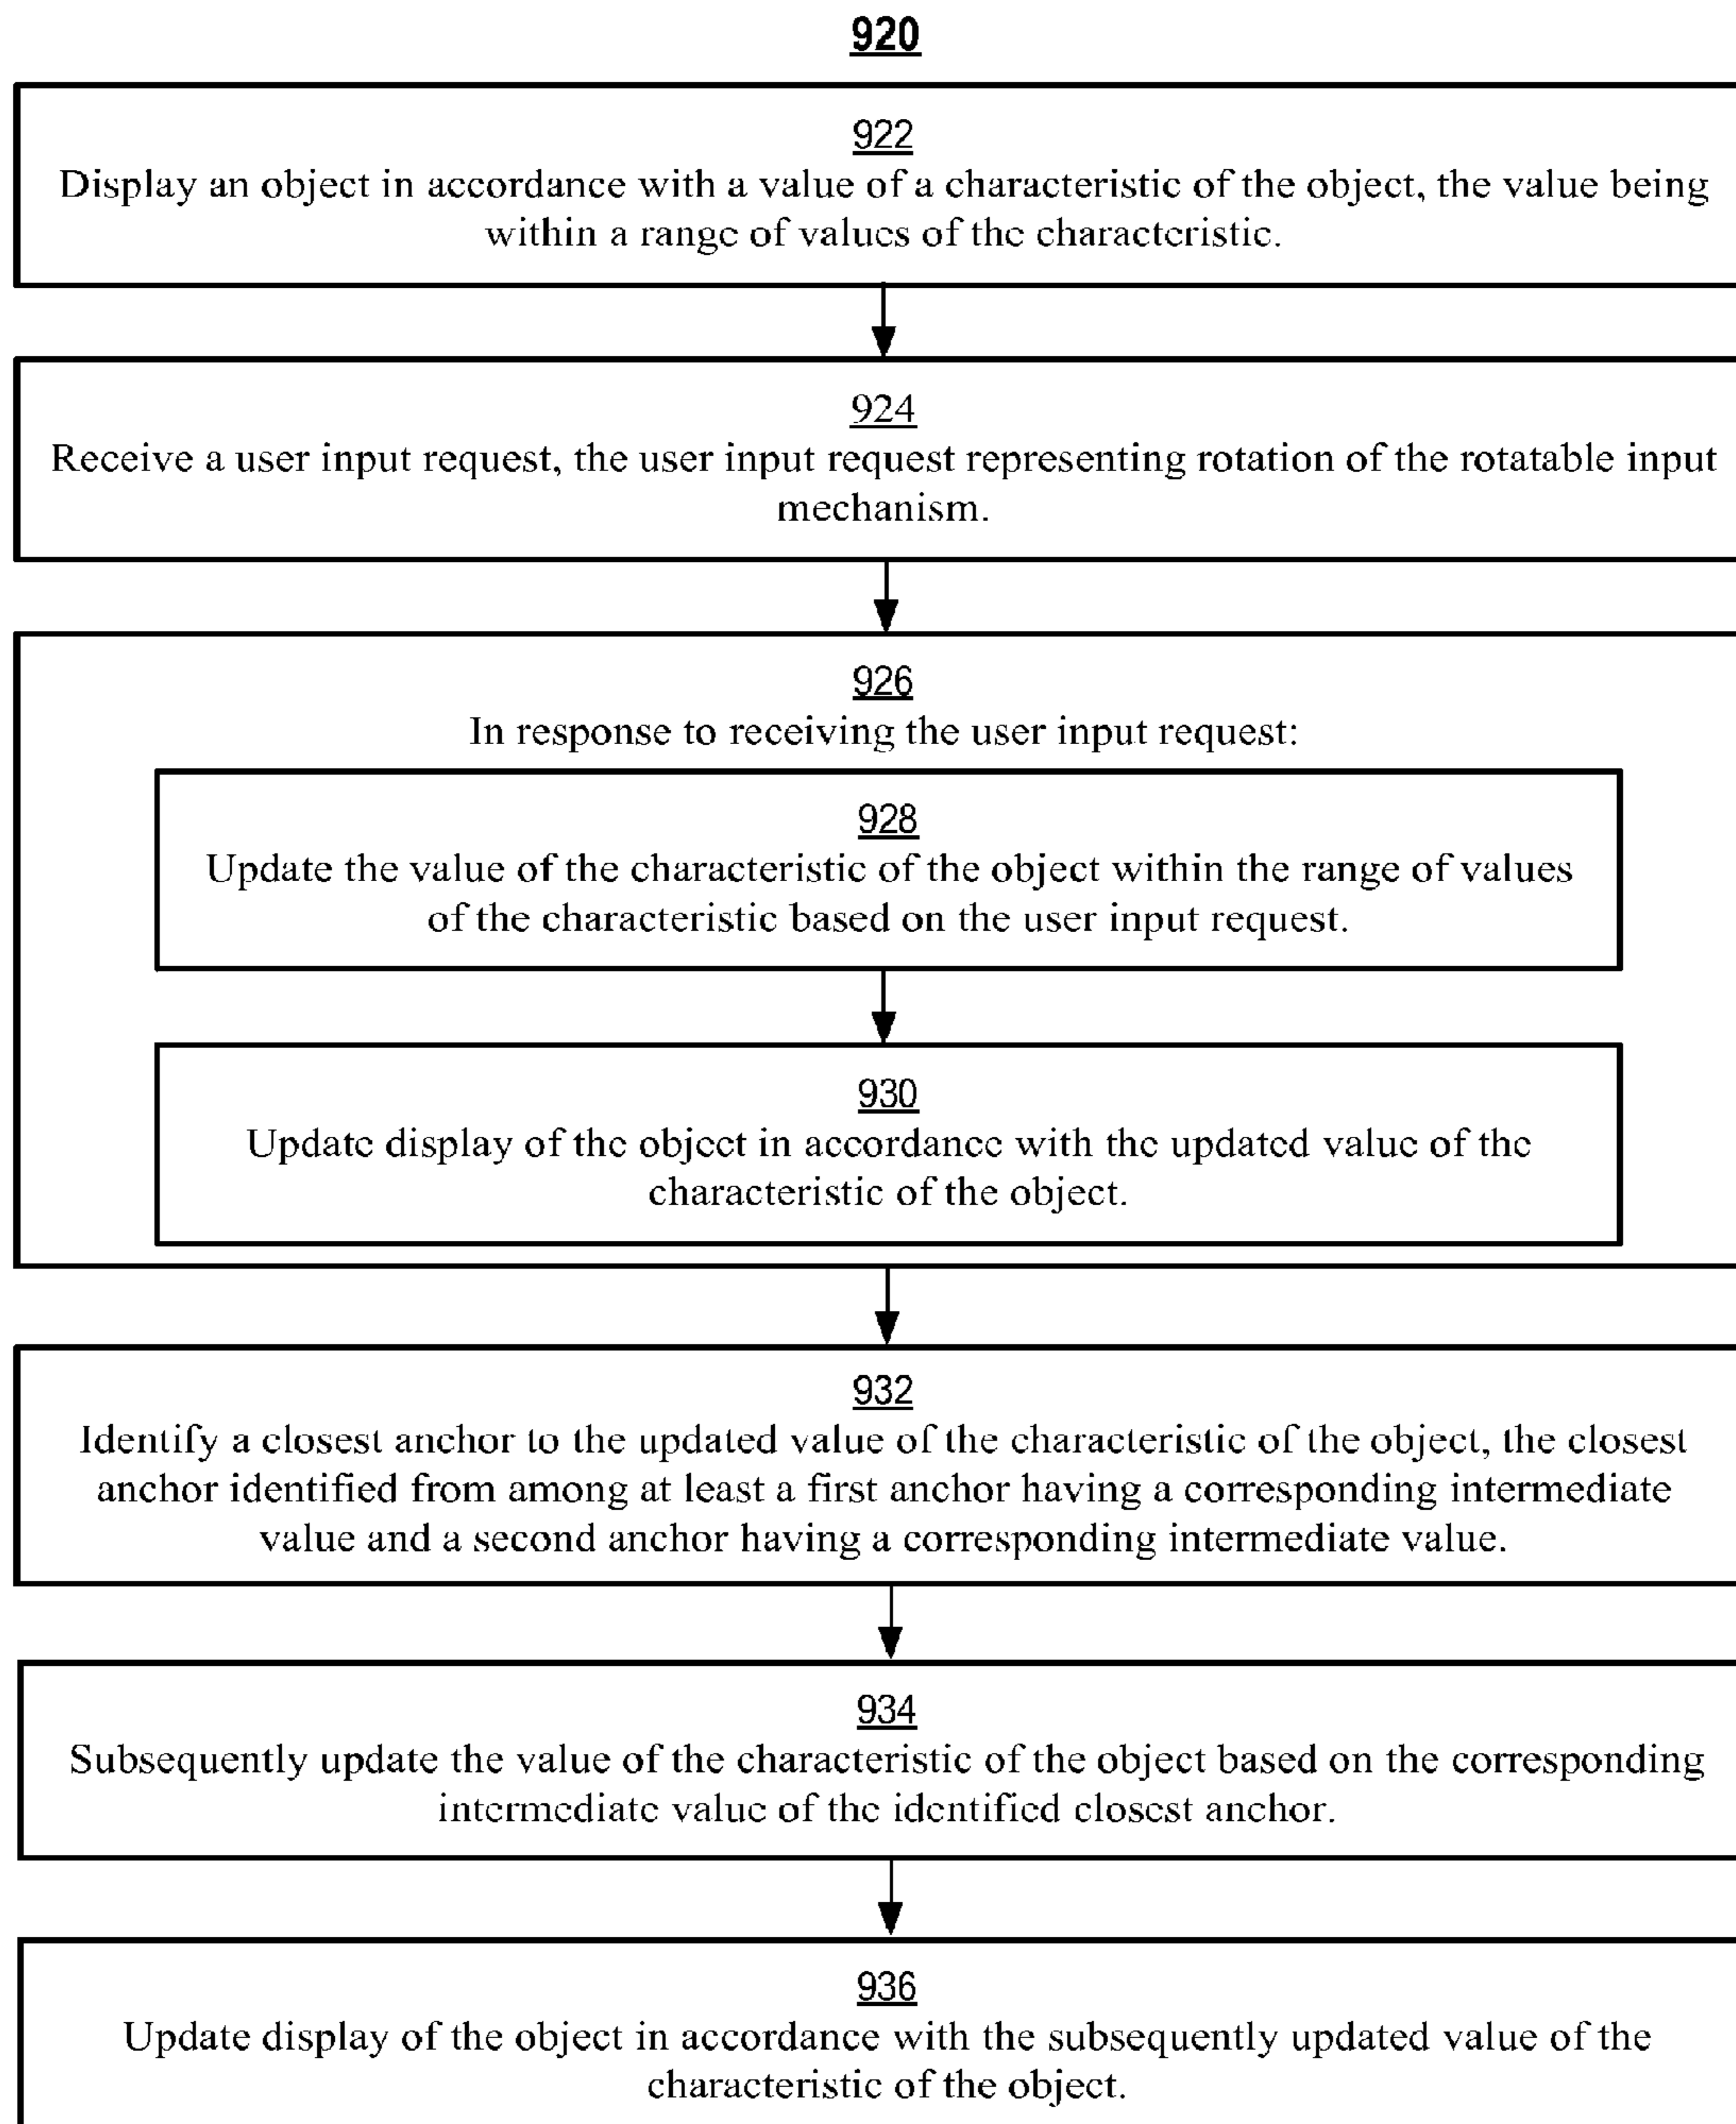 920
922
Display an object in accordance with a value of a characteristic of the object, the value being
within a range of values of the characteristic.
924
Receive a user input request, the user input request representing rotation of the rotatable input
mechanism.
926
In response to receiving the user input request:
928
Update the value of the characteristic of the object within the range of values
of the characteristic based on the user input request.
930
Update display of the object in accordance with the updated value of the
characteristic of the object.
932
Identify a closest anchor to the updated value of the characteristic of the object, the closest
anchor identified from among at least a first anchor having a corresponding intermediate
value and a second anchor having a corresponding intermediate value.
934
Subsequently update the value of the characteristic of the object based on the corresponding
intermediate value of the identified closest anchor.
936
Update display of the object in accordance with the subsequently updated value of the
characteristic of the object.